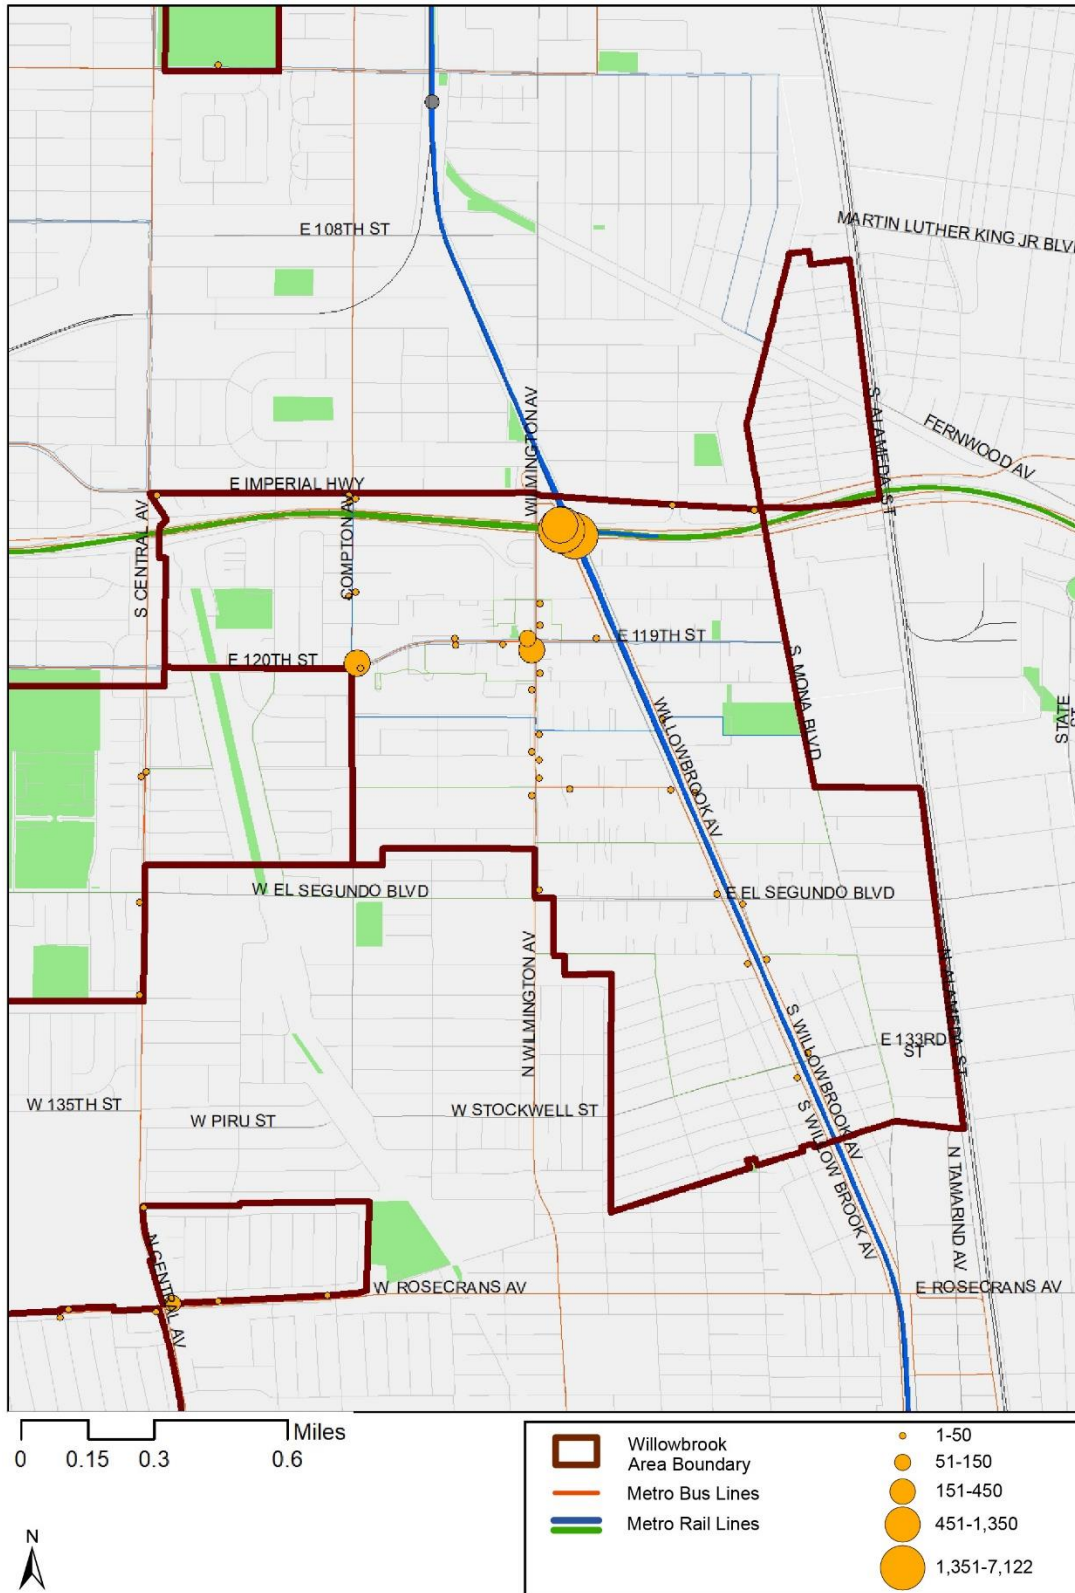 E 108TH ST
MARTIN LUTHER KING JR BLV
WILMINGTON AV
S ALAMEDA ST
FERNWOOD AV
E IMPERIAL HWY
S CENTRAL AV
COMPTON AV
E 119TH ST
E 120TH ST
S MONA BLVD
WILLOWBROOK AV
STATE
ST
W EL SEGUNDO BLVD
E EL SEGUNDO BLVD
N WILMINGTON AV
N ALAMEDA ST
S WILLOWBROOK AV
E 133RD
ST
W 135TH ST
W PIRU ST
W STOCKWELL ST
S WILLOW BROOK AV
N TAMARIND AV
N CENTRAL AV
W ROSECRANS AV
E ROSECRANS AV
Miles
0 0.15 0.3 0.6
N
Willowbrook
Area Boundary
Metro Bus Lines
Metro Rail Lines
1-50
51-150
151-450
451-1,350
1,351-7,122